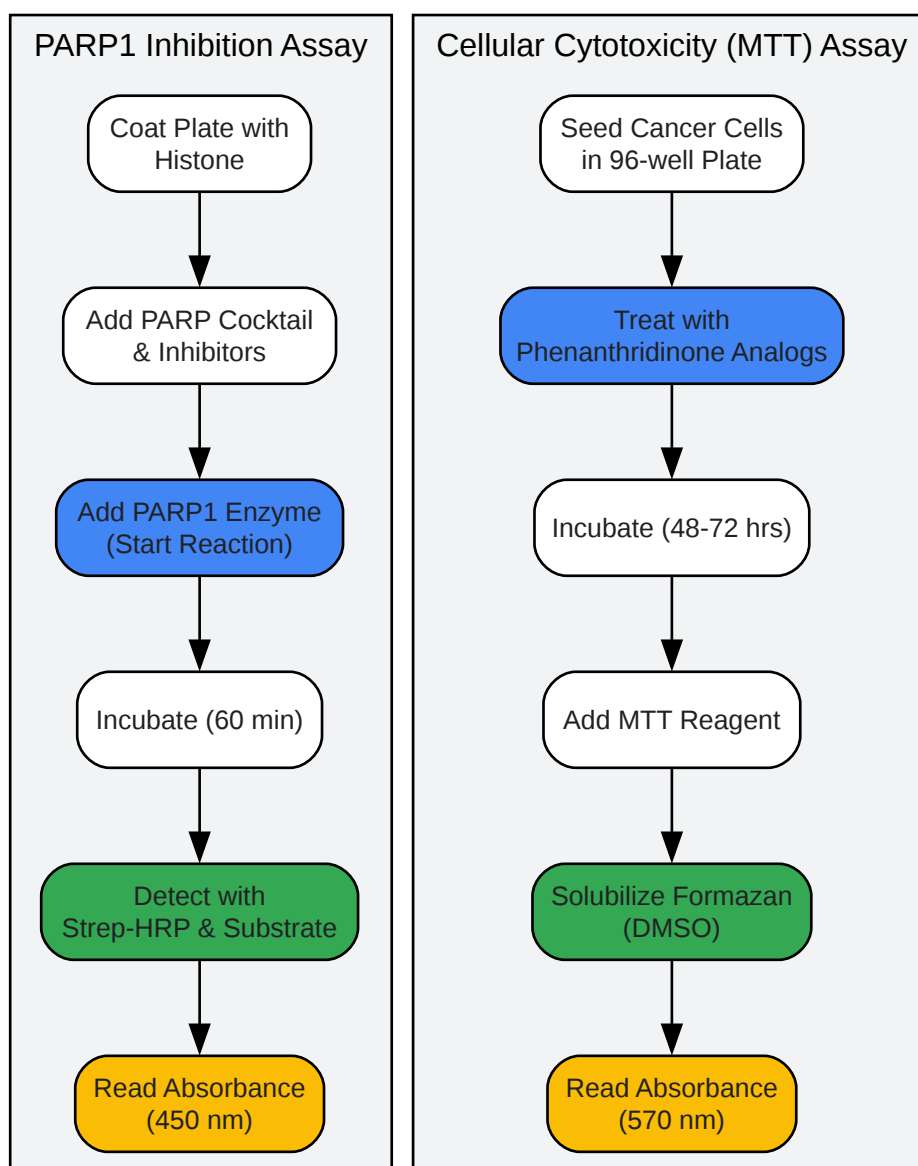 PARP1 Inhibition Assay
Coat Plate with
Histone
Add PARP Cocktail
& Inhibitors
Add PARP1 Enzyme
(Start Reaction)
Incubate (60 min)
Detect with
Strep-HRP & Substrate
Read Absorbance
(450 nm)
Cellular Cytotoxicity (MTT) Assay
Seed Cancer Cells
in 96-well Plate
Treat with
Phenanthridinone Analogs
Incubate (48-72 hrs)
Add MTT Reagent
Solubilize Formazan
(DMSO)
Read Absorbance
(570 nm)